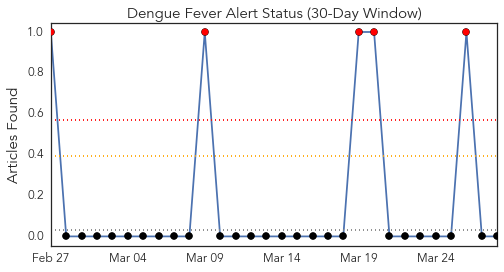 Dengue Fever Alert Status (30-Day Window)
Articles Found
1.0
0.8
0.6
0.4
0.2
0.0
Feb 27 Mar 04 Mar 09 Mar 14 Mar 19 Mar 24